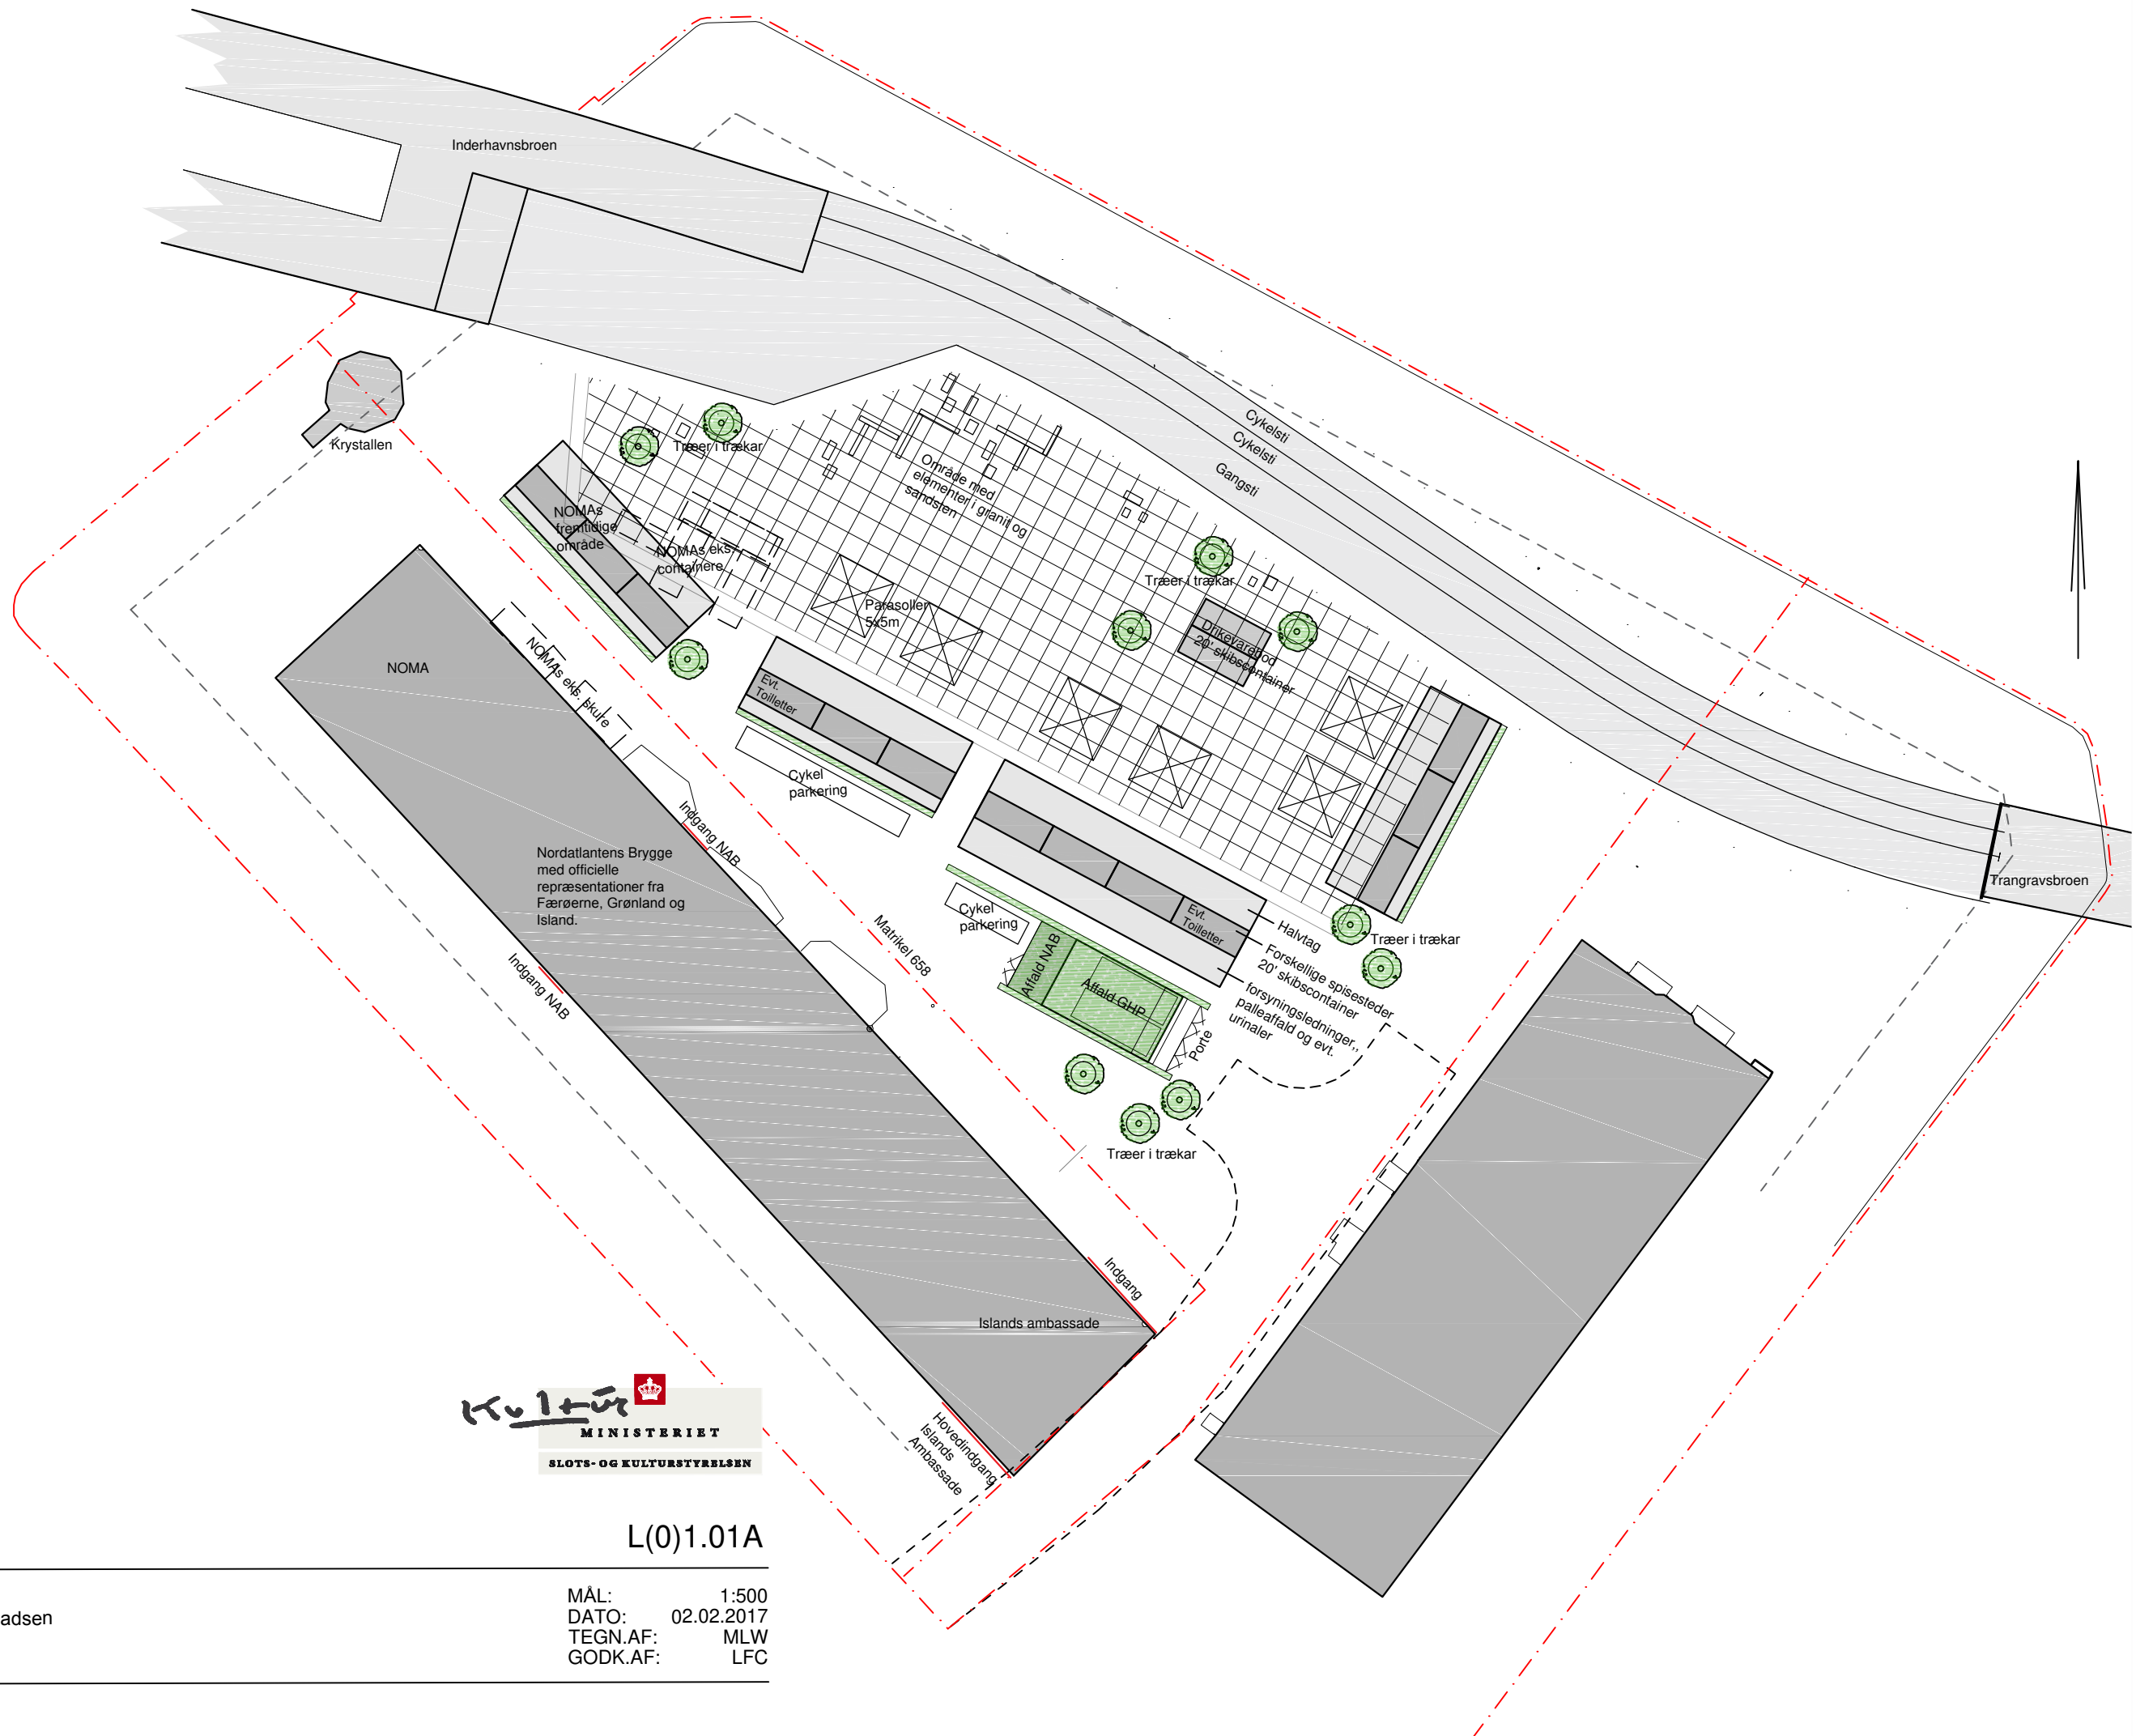 Inderhavnsbroen
Krystallen
Træer i trækar
Område med
elementer i granit og
sandsten
Cykelsti
Cykelsti
Gangsti
NOMAs
fremtidige
område
NOMAs eks.
containere
Parasoller
5x5m
Træer i trækar
Drikevarebod
20' skibscontainer
NOMA
NOMAs eks. skure
Evt.
Toilletter
Cykel
parkering
Indgang NAB
Nordatlantens Brygge
med officielle
repræsentationer fra
Færøerne, Grønland og
Island.
Indgang NAB
Matrikel 658
Cykel
parkering
Affald NAB
Affald GHP
Porte
Evt.
Toilletter
Halvtag
Forskellige spisesteder
20' skibscontainer
forsyningsledninger,,
palleaffald og evt.
urinaler
Træer i trækar
Trangravsbroen
Træer i trækar
Indgang
Islands ambassade
Hovedindgang
Islands
Ambassade
Kultur
MINISTERIET
SLOTS- OG KULTURSTYRELSEN
L(0)1.01A
adsen
MÅL: 1:500
DATO: 02.02.2017
TEGN.AF: MLW
GODK.AF: LFC